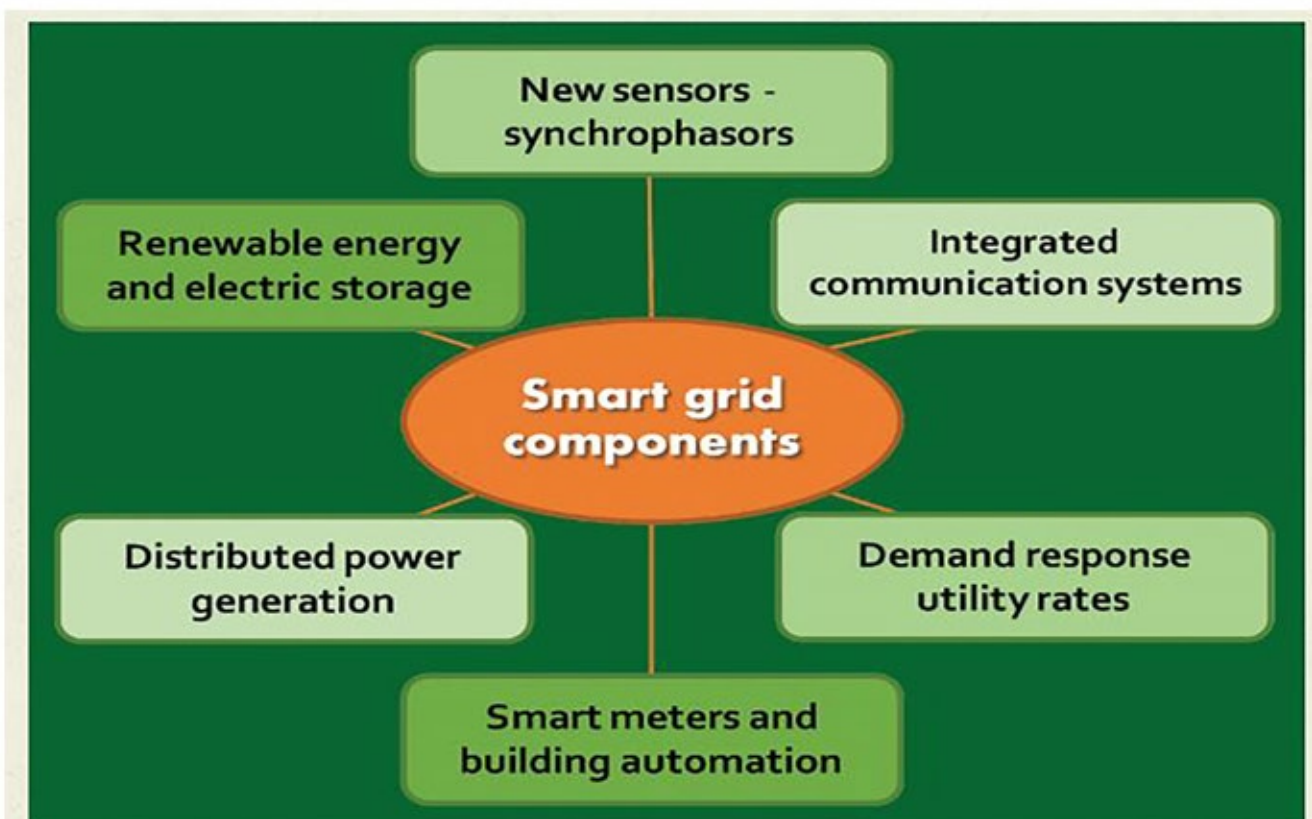 New sensors -
synchrophasors
Renewable energy
and electric storage
Integrated
communication systems
Smart grid
components
Distributed power
generation
Demand response
utility rates
Smart meters and
building automation